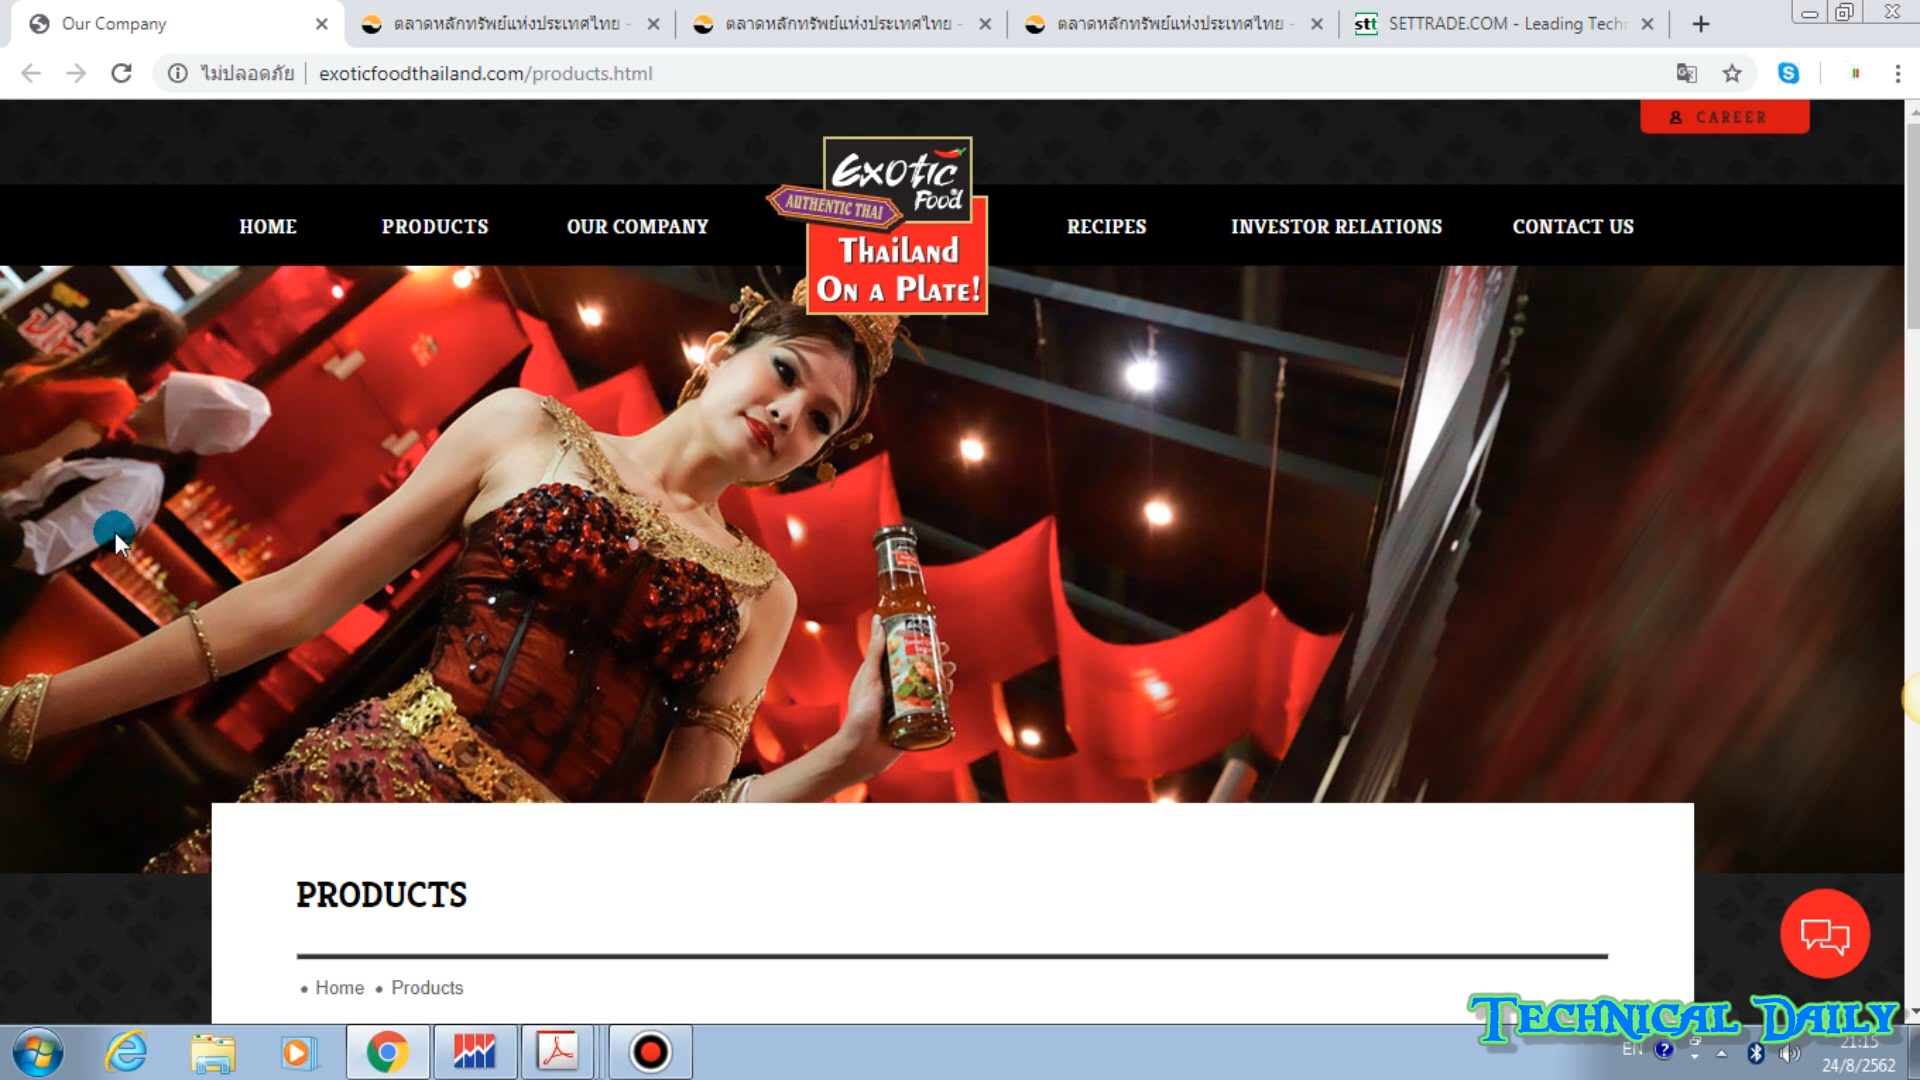 Our Company
ตลาดหลักทรัพย์แห่งประเทศไทย -
ตลาดหลักทรัพย์แห่งประเทศไทย -
ตลาดหลักทรัพย์แห่งประเทศไทย -
stt SETTRADE.COM - Leading Tech
ไม่ปลอดภัย
exoticfoodthailand.com/products.html
CAREER
HOME
PRODUCTS
OUR COMPANY
Exotic
Food
AUTHENTIC THAI
Thailand
On a Plate!
RECIPES
INVESTOR RELATIONS
CONTACT US
PRODUCTS
• Home • Products
Technical Daily
EN
21:15
24/8/2562